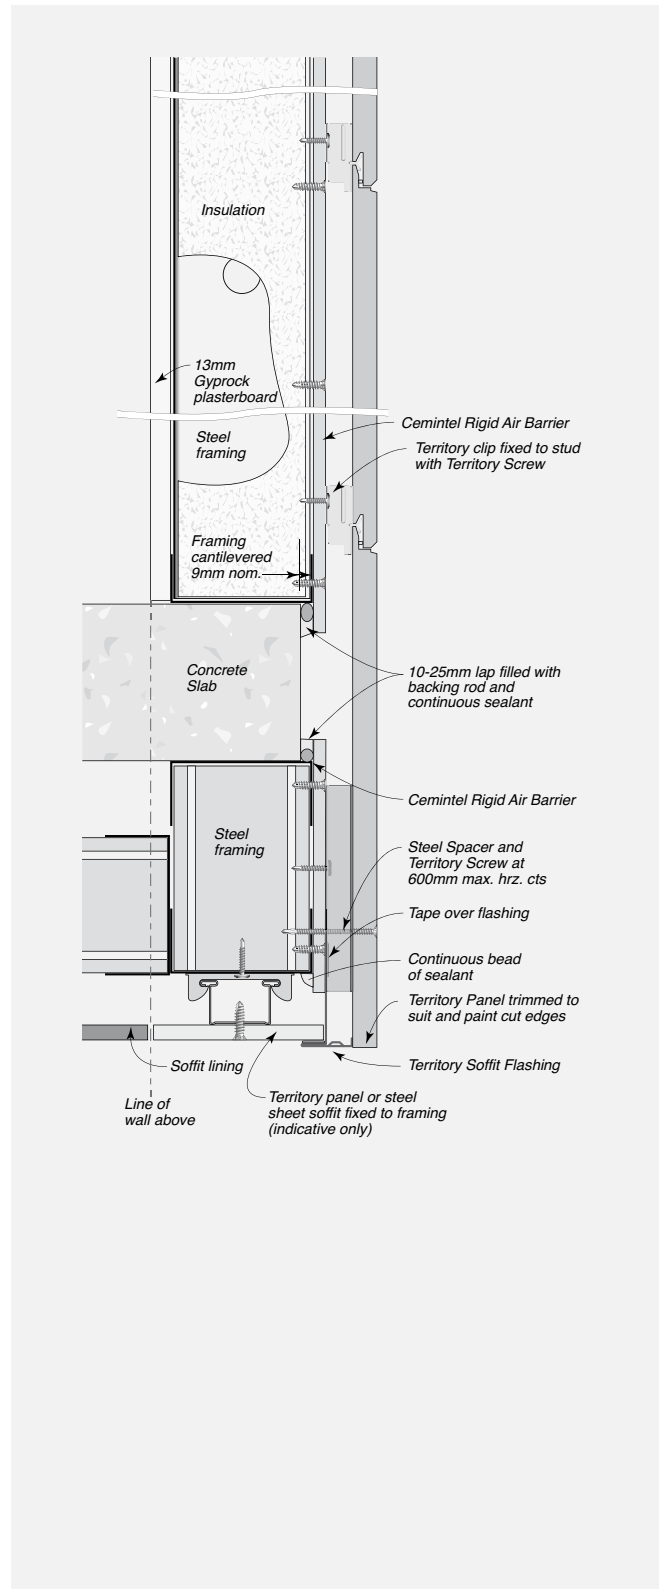 Insulation
13mm
Gyprock
plasterboard
Cemintel Rigid Air Barrier
Steel
framing
Territory clip fixed to stud
with Territory Screw
Framing
cantilevered
9mm nom.
Concrete
Slab
10-25mm lap filled with
backing rod and
continuous sealant
Cemintel Rigid Air Barrier
Steel
framing
Steel Spacer and
Territory Screw at
600mm max. hrz. cts
Tape over flashing
Continuous bead
of sealant
Territory Panel trimmed to
suit and paint cut edges
Soffit lining
Territory Soffit Flashing
Line of
wall above
Territory panel or steel
sheet soffit fixed to framing
(indicative only)